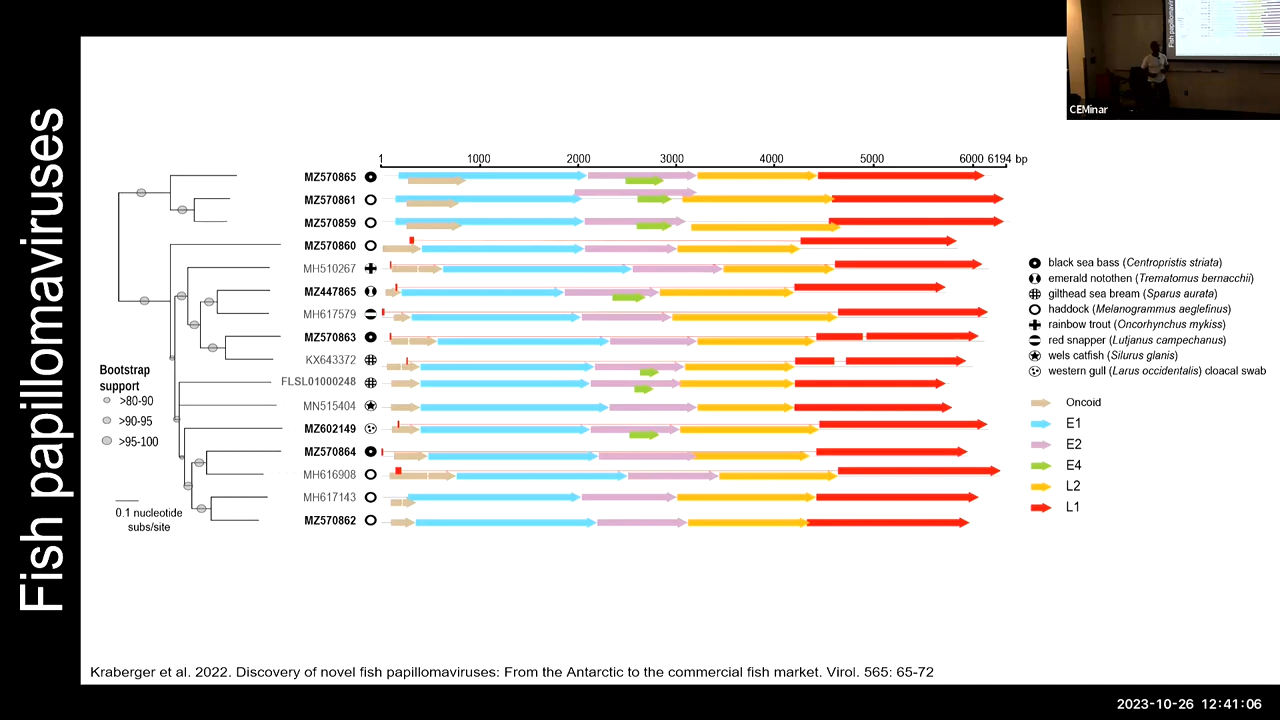 Fish papillomaviruses
CEMinar
1 1000 2000 3000 4000 5000 6000 6194 bp
MZ570865
MZ570861
MZ570859
MZ570860
MH510267
MZ447865
MH617579
MZ570863
KX643372
FLSL01000248
MN515404
MZ602149
MZ570864
MH616908
MH617143
MZ570862
Bootstrap
support
>80-90
>90-95
>95-100
0.1 nucleotide
subs/site
black sea bass (Centropristis striata)
emerald notothen (Trematomus bernacchii)
gilthead sea bream (Sparus aurata)
haddock (Melanogrammus aeglefinus)
rainbow trout (Oncorhynchus mykiss)
red snapper (Lutjanus campechanus)
wels catfish (Silurus glanis)
western gull (Larus occidentalis) cloacal swab
Oncoid
E1
E2
E4
L2
L1
Kraberger et al. 2022. Discovery of novel fish papillomaviruses: From the Antarctic to the commercial fish market. Virol. 565: 65-72
2023-10-26 12:41:06